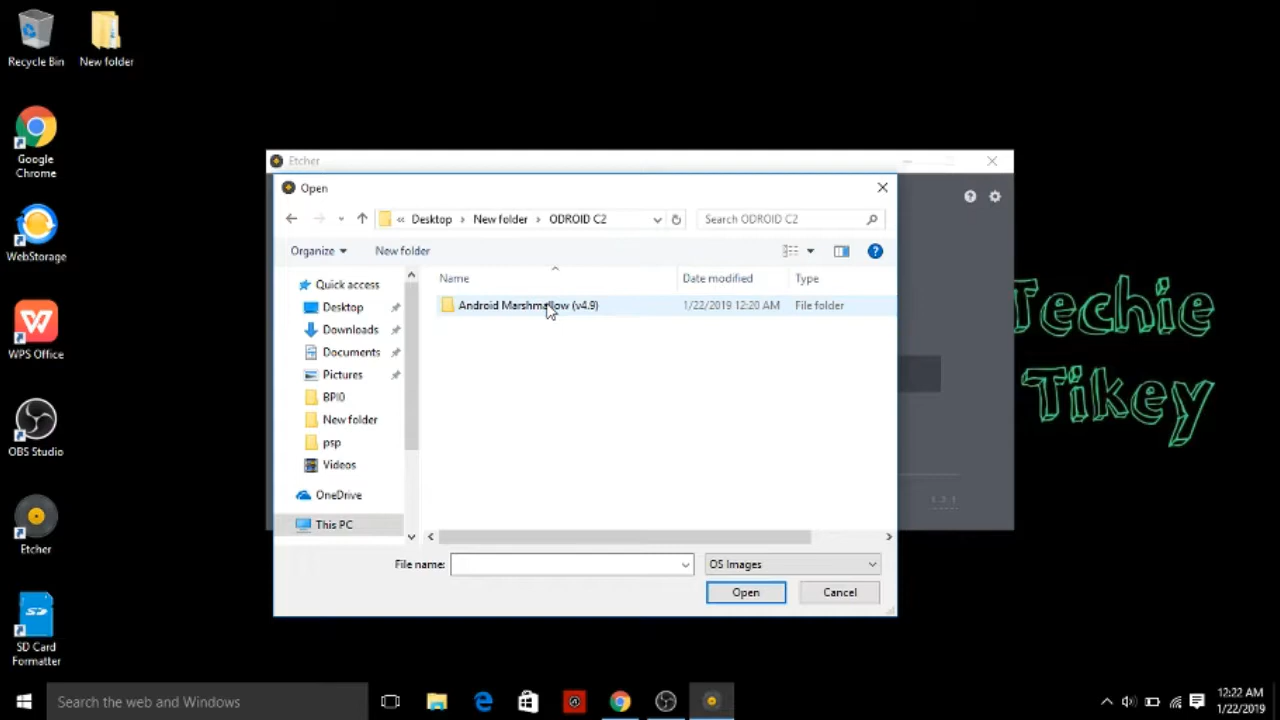 Recycle Bin
New folder
Google
Chrome
WebStorage
WPS Office
OBS Studio
Etcher
SD
SD Card
Formatter
Etcher
Open
« Desktop › New folder › ODROID C2
Search ODROID C2
Organize
New folder
Name
Date modified
Type
Android Marshmallow (v4.9)
1/22/2019 12:20 AM
File folder
Quick access
Desktop
Downloads
Documents
Pictures
BPI0
New folder
psp
Videos
OneDrive
This PC
File name:
OS Images
Open
Cancel
Techie
Tikey
Search the web and Windows
12:22 AM
1/22/2019